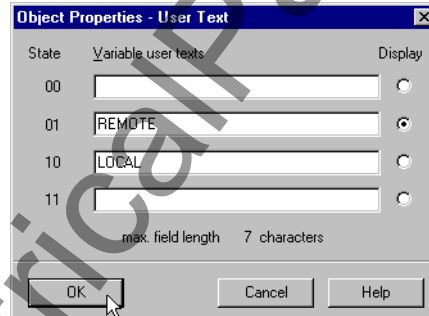 Object Properties - User Text
State Variable user texts Display
00
01 REMOTE
10 LOCAL
11
max. field length 7 characters
OK Cancel Help